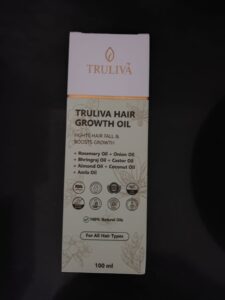 TRULIVA
TRULIVA HAIR
GROWTH OIL
FIGHTS HAIR FALL &
BOOSTS GROWTH
+ Rosemary Oil + Onion Oil
+ Bhringraj Oil + Castor Oil
+ Almond Oil + Coconut Oil
+ Amla Oil
100% Natural Oils
For All Hair Types
100 ml